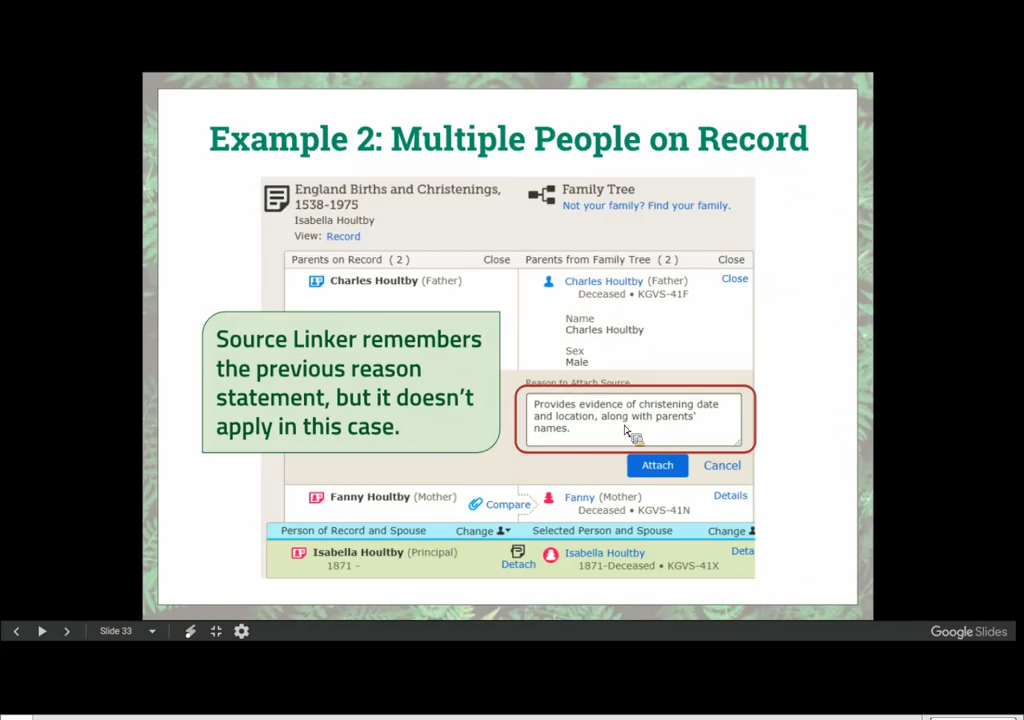 Example 2: Multiple People on Record
England Births and Christenings,
1538-1975
Isabella Houltby
View: Record
Family Tree
Not your family? Find your family.
Parents on Record ( 2 )
Close
Parents from Family Tree ( 2 )
Close
Charles Houltby (Father)
Charles Houltby (Father)
Close
Deceased • KGVS-41F
Name
Charles Houltby
Sex
Male
Source Linker remembers
the previous reason
statement, but it doesn't
apply in this case.
Reason to Attach Source
Provides evidence of christening date
and location, along with parents'
names.
Attach
Cancel
Fanny Houltby (Mother)
Compare
Fanny (Mother)
Details
Deceased • KGVS-41N
Person of Record and Spouse
Change
Selected Person and Spouse
Change
Isabella Houltby (Principal)
1871 -
Detach
Isabella Houltby
Deta
1871-Deceased • KGVS-41X
Slide 33
Google Slides